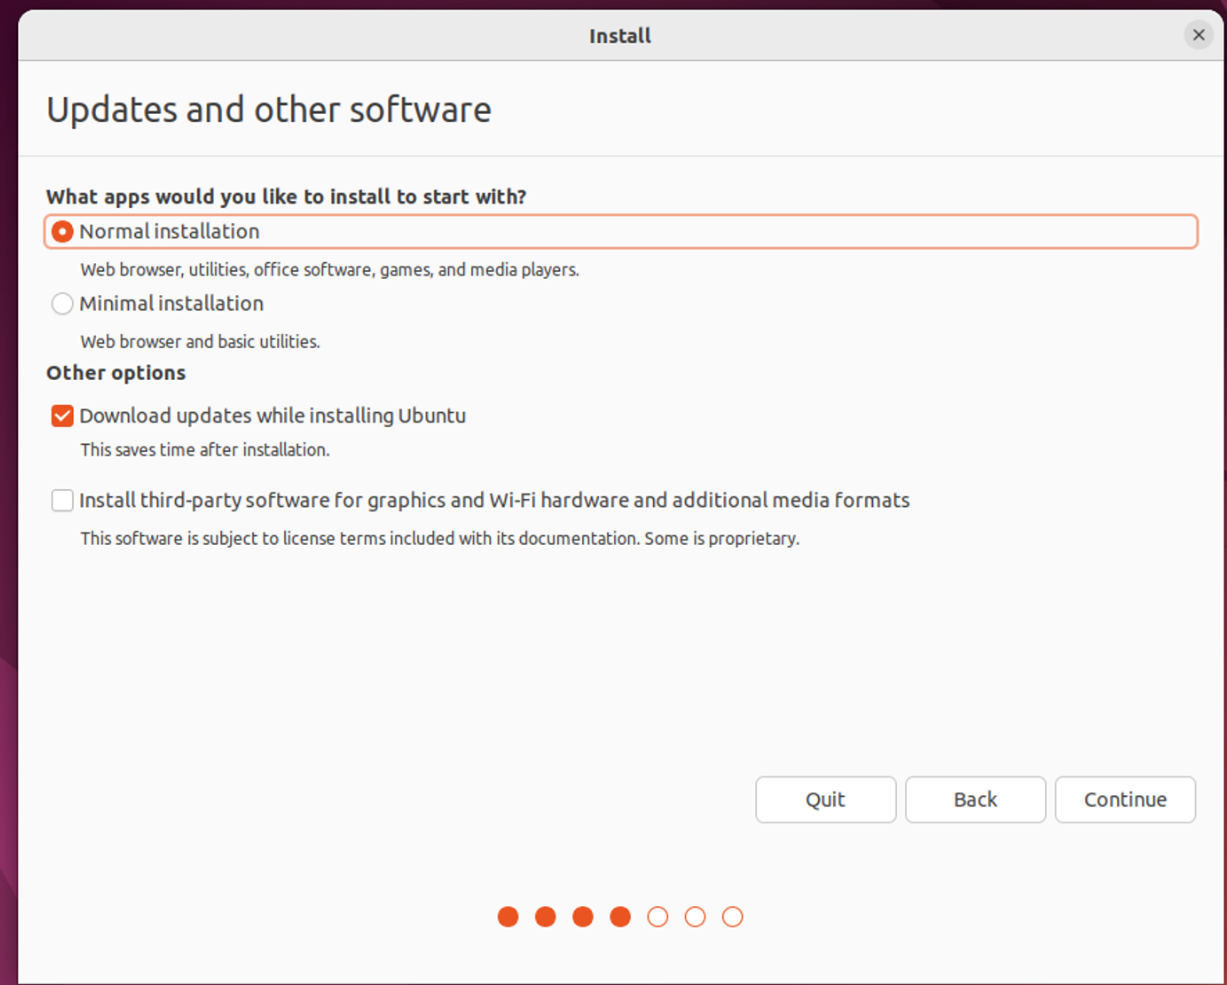 Install
Updates and other software
What apps would you like to install to start with?
Normal installation
Web browser, utilities, office software, games, and media players.
Minimal installation
Web browser and basic utilities.
Other options
Download updates while installing Ubuntu
This saves time after installation.
Install third-party software for graphics and Wi-Fi hardware and additional media formats
This software is subject to license terms included with its documentation. Some is proprietary.
Quit Back Continue